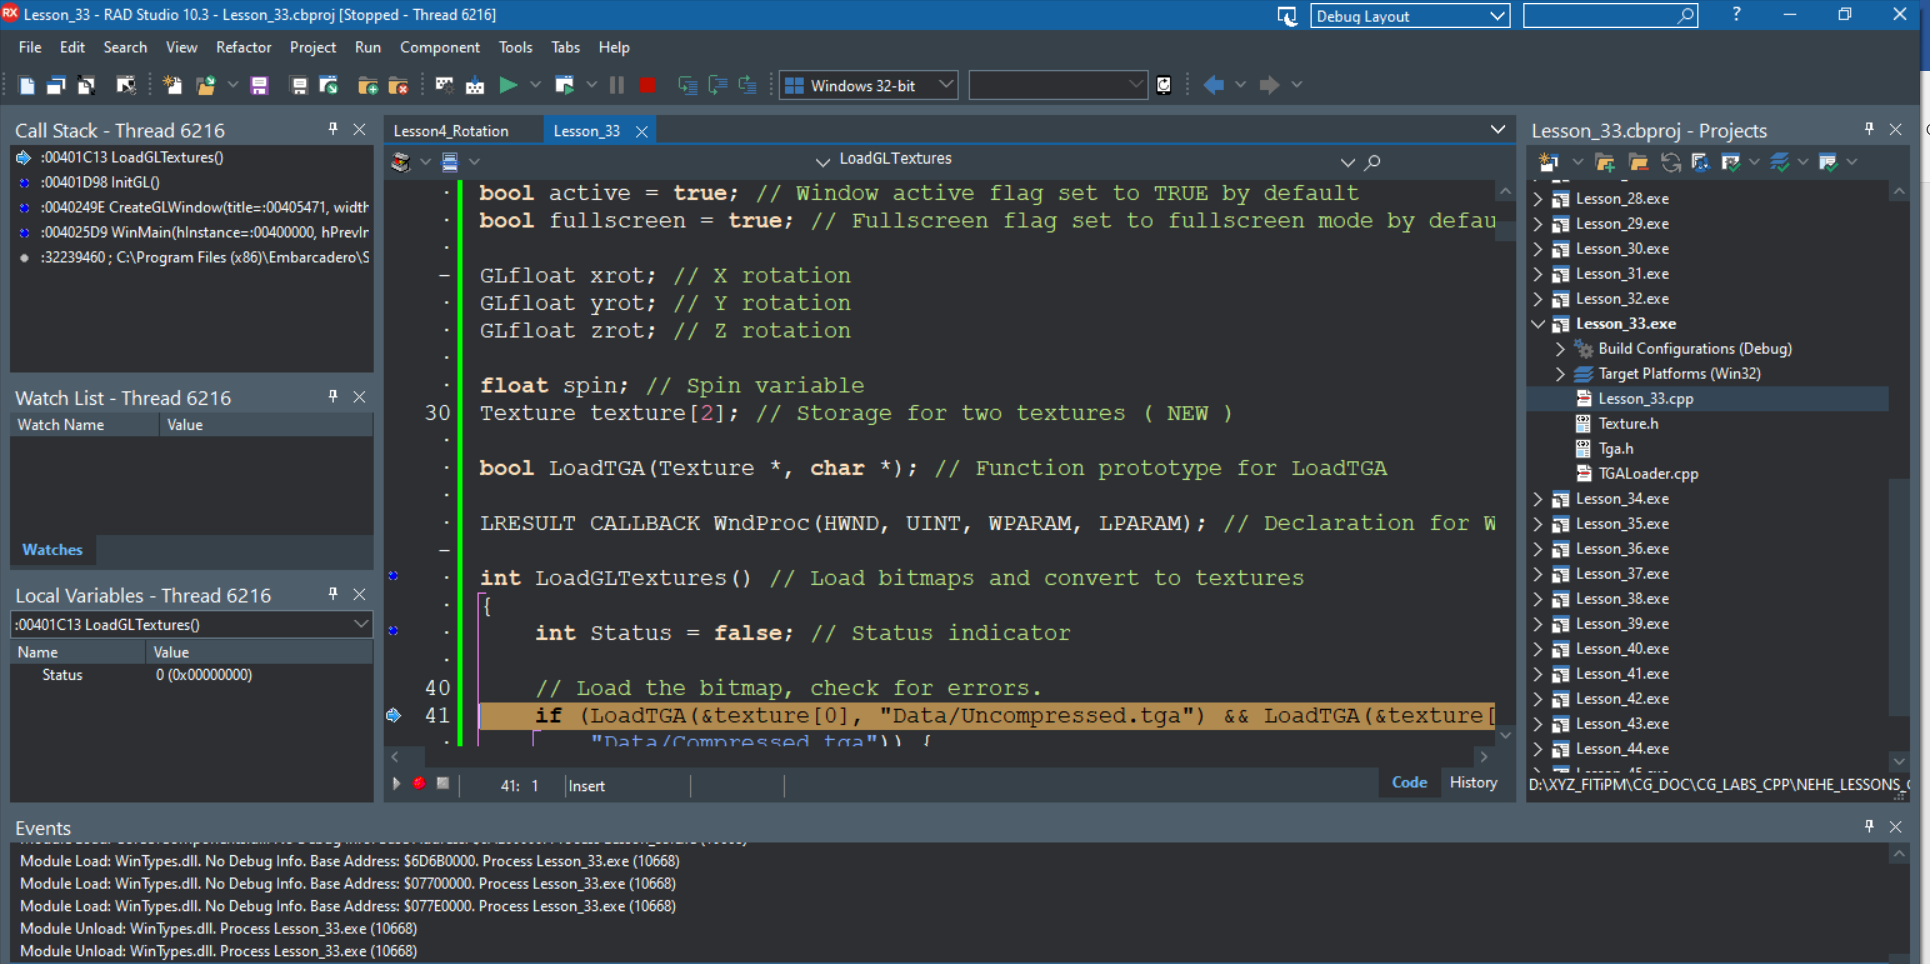 Lesson_33 - RAD Studio 10.3 - Lesson_33.cbproj [Stopped - Thread 6216]
Debug Layout
?
File Edit Search View Refactor Project Run Component Tools Tabs Help
Windows 32-bit
Call Stack - Thread 6216
:00401C13 LoadGLTextures()
:00401D98 InitGL()
:0040249E CreateGLWindow(title=:00405471, width
:004025D9 WinMain(hInstance=:00400000, hPrevIn
:32239460 ; C:\Program Files (x86)\Embarcadero\S
Watch List - Thread 6216
Watch Name Value
Watches
Local Variables - Thread 6216
:00401C13 LoadGLTextures()
Name Value
Status 0 (0x00000000)
Lesson4_Rotation Lesson_33
LoadGLTextures
bool active = true; // Window active flag set to TRUE by default
bool fullscreen = true; // Fullscreen flag set to fullscreen mode by defau
GLfloat xrot; // X rotation
GLfloat yrot; // Y rotation
GLfloat zrot; // Z rotation
float spin; // Spin variable
30 Texture texture[2]; // Storage for two textures ( NEW )
bool LoadTGA(Texture *, char *); // Function prototype for LoadTGA
LRESULT CALLBACK WndProc(HWND, UINT, WPARAM, LPARAM); // Declaration for W
int LoadGLTextures() // Load bitmaps and convert to textures
{
int Status = false; // Status indicator
40 // Load the bitmap, check for errors.
41 if (LoadTGA(&texture[0], "Data/Uncompressed.tga") && LoadTGA(&texture[
"Data/Compressed.tga")) {
41: 1 Insert
Code History
Lesson_33.cbproj - Projects
Lesson_28.exe
Lesson_29.exe
Lesson_30.exe
Lesson_31.exe
Lesson_32.exe
Lesson_33.exe
Build Configurations (Debug)
Target Platforms (Win32)
Lesson_33.cpp
Texture.h
Tga.h
TGALoader.cpp
Lesson_34.exe
Lesson_35.exe
Lesson_36.exe
Lesson_37.exe
Lesson_38.exe
Lesson_39.exe
Lesson_40.exe
Lesson_41.exe
Lesson_42.exe
Lesson_43.exe
Lesson_44.exe
D:\XYZ_FITiPM\CG_DOC\CG_LABS_CPP\NEHE_LESSONS_
Events
Module Load: WinTypes.dll. No Debug Info. Base Address: $6D6B0000. Process Lesson_33.exe (10668)
Module Load: WinTypes.dll. No Debug Info. Base Address: $07700000. Process Lesson_33.exe (10668)
Module Load: WinTypes.dll. No Debug Info. Base Address: $077E0000. Process Lesson_33.exe (10668)
Module Unload: WinTypes.dll. Process Lesson_33.exe (10668)
Module Unload: WinTypes.dll. Process Lesson_33.exe (10668)